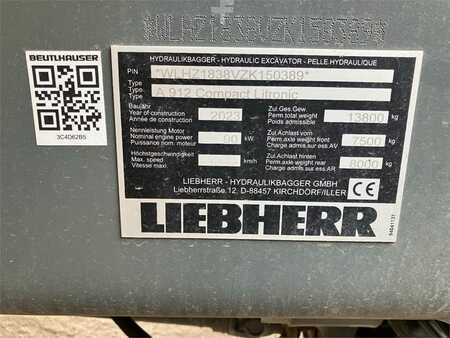 *WLHZ1838VZK150389*
BEUTLHAUSER
3C4D82B5
HYDRAULIKBAGGER - HYDRAULIC EXCAVATOR - PELLE HYDRAULIQUE
PIN *WLHZ1838VZK150389*
Type
Type A 912 Compact Litronic
Type
Baujahr
Year of construction 2023
Année de construction
Nennleistung Motor
Nominal engine power 90 kW
Puissance nom. moteur
Höchstgeschwindigkeit
Max. speed km/h
Vitesse max.
Zul.Ges.Gew.
Perm.total weight 13800 kg
Poids admissible
Zul.Achslast vorn
Perm.axle weight front 7500 kg
Charge admis sur ess.AV
Zul.Achslast hinten
Perm.axle weight rear 8000 kg
Charge admis sur ess.AR
LIEBHERR - HYDRAULIKBAGGER GMBH
Liebherrstraße 12, D-88457 KIRCHDORF/ILLER
CE
LIEBHERR